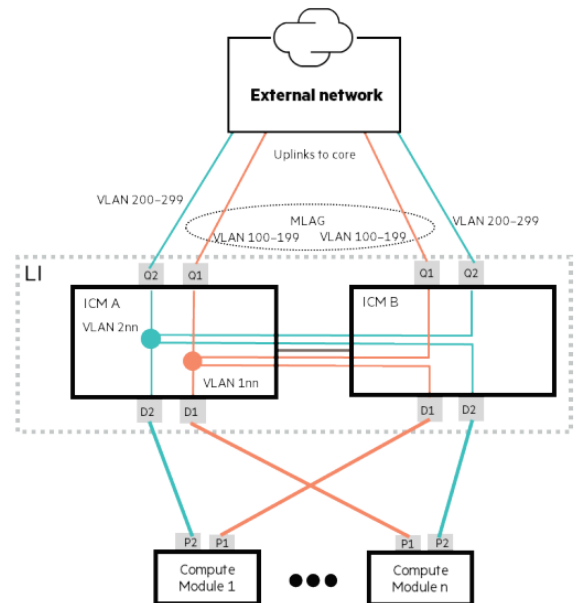 External network
Uplinks to core
VLAN 200–299
MLAG
VLAN 200–299
VLAN 100–199 VLAN 100–199
LI
Q2 Q1 Q1 Q2
ICM A ICM B
VLAN 2nn
VLAN 1nn
D2 D1 D1 D2
P2 P1 P1 P2
Compute Module 1
Compute Module n